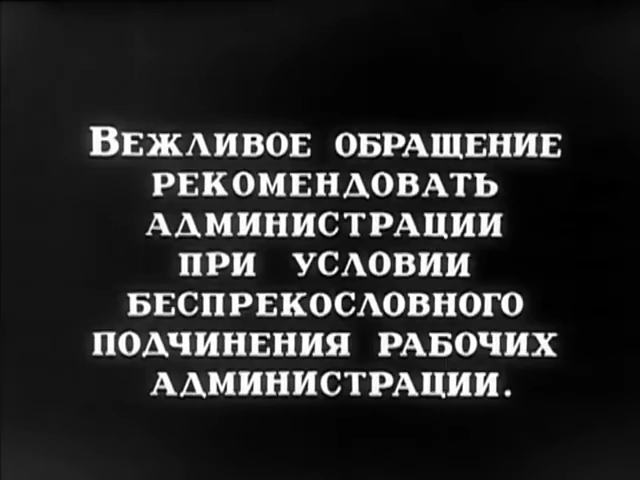 Вежливое обращение
рекомендовать
администрации
при условии
беспрекословного
подчинения рабочих
администрации.